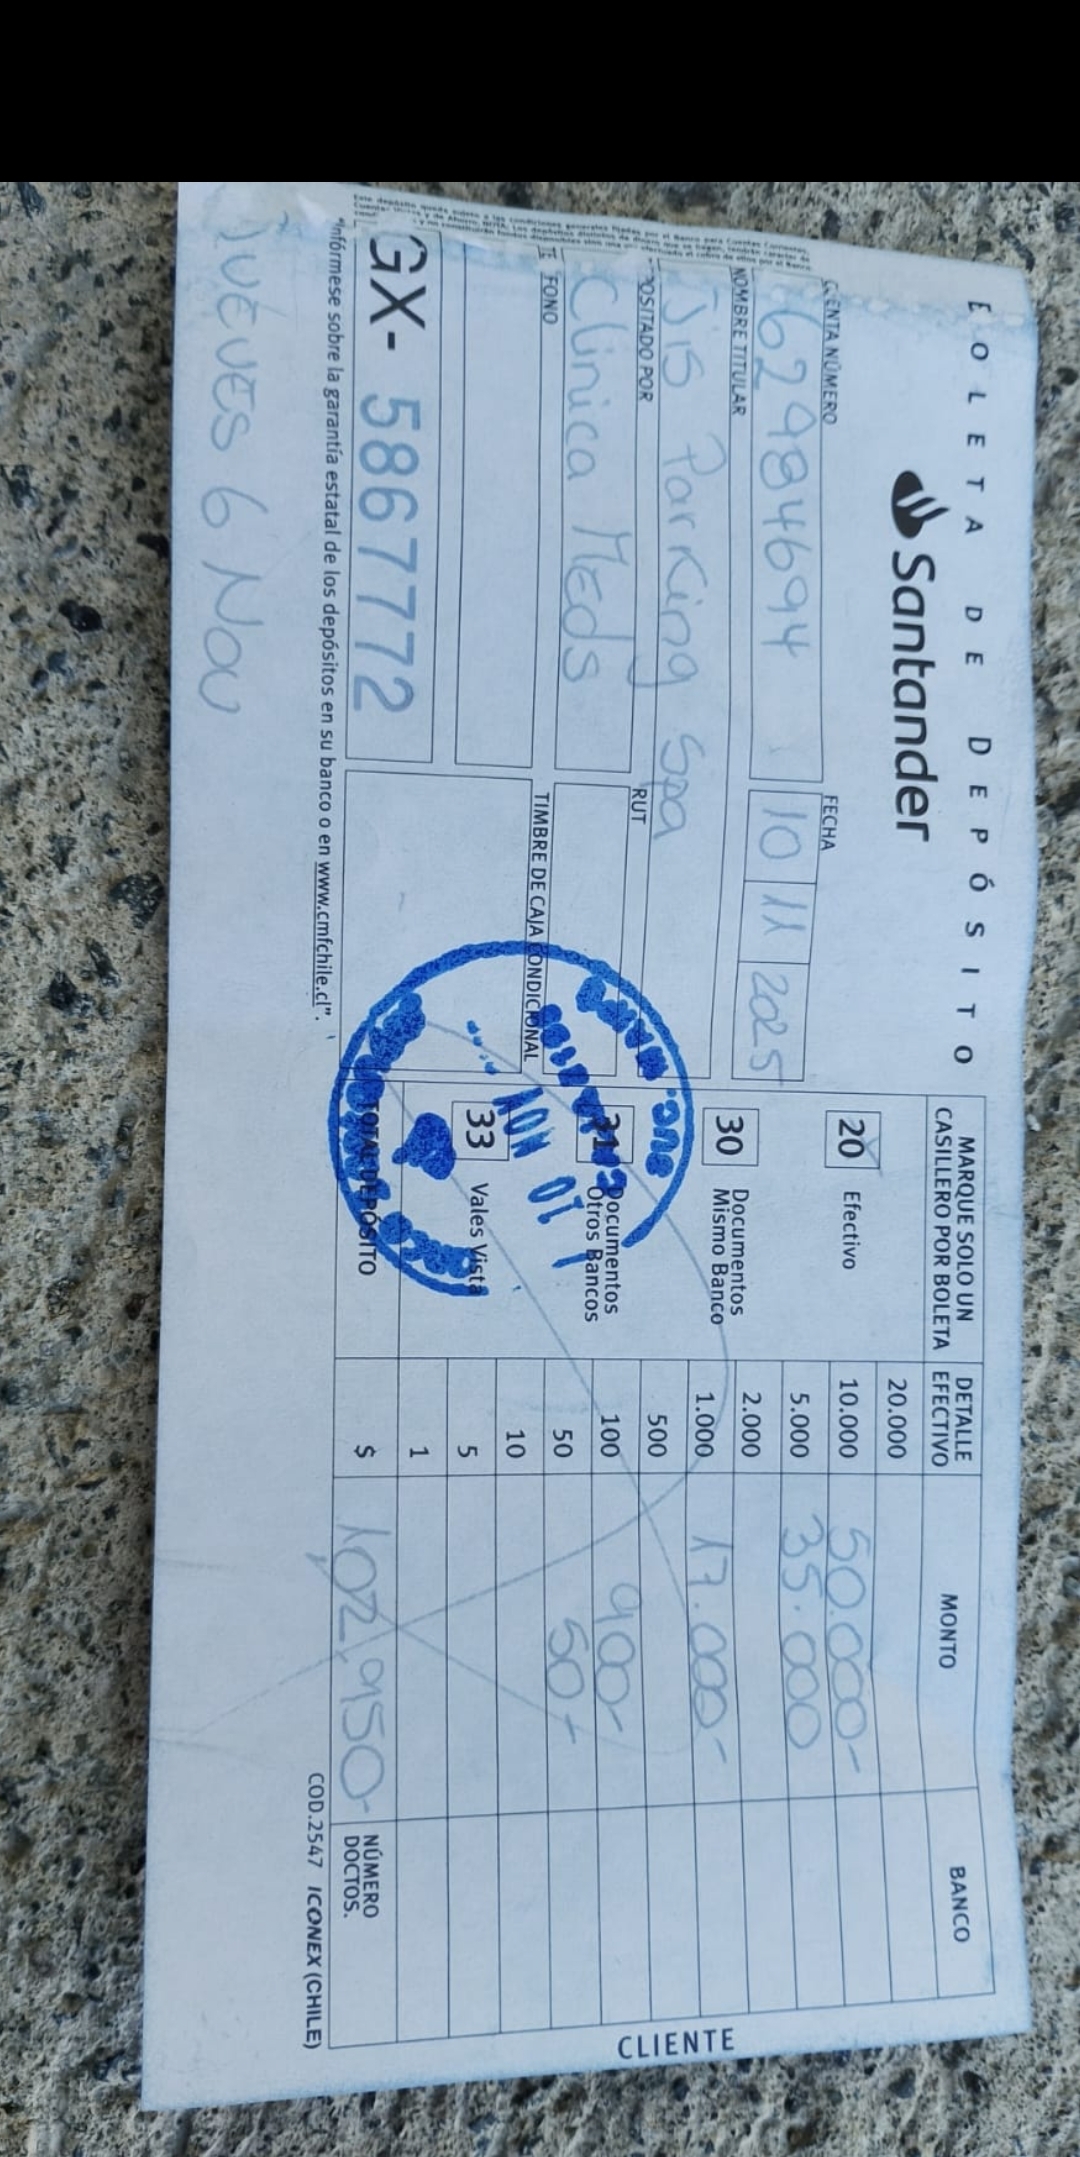 BOLETA DE DEPÓSITO
Santander
CUENTA NÚMERO
62984694
FECHA
10 11 2025
NOMBRE TITULAR
Jis Parking Spa
DEPOSITADO POR
Clinica Meds
RUT
TELÉFONO
TIMBRE DE CAJA CONDICIONAL
GX- 5867772
"Infórmese sobre la garantía estatal de los depósitos en su banco o en www.cmfchile.cl".
JUEVES 6 Nov
MARQUE SOLO UN CASILLERO POR BOLETA
20 Efectivo
30 Documentos Mismo Banco
31 Documentos Otros Bancos
33 Vales Vista
TOTAL DEPÓSITO
10 NOV
DETALLE EFECTIVO MONTO BANCO
20.000
10.000 50.000-
5.000 35.000
2.000
1.000 17.000-
500
100 900-
50 50-
10
5
1
$ 102,950-
NÚMERO DOCTOS.
COD.2547 ICONEX (CHILE)
CLIENTE